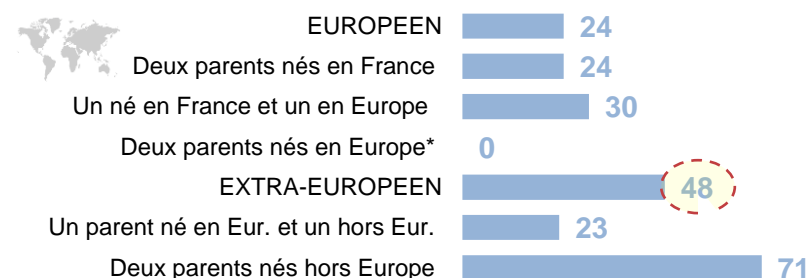 EUROPEEN 24
Deux parents nés en France 24
Un né en France et un en Europe 30
Deux parents nés en Europe* 0
EXTRA-EUROPEEN 48
Un parent né en Eur. et un hors Eur. 23
Deux parents nés hors Europe 71